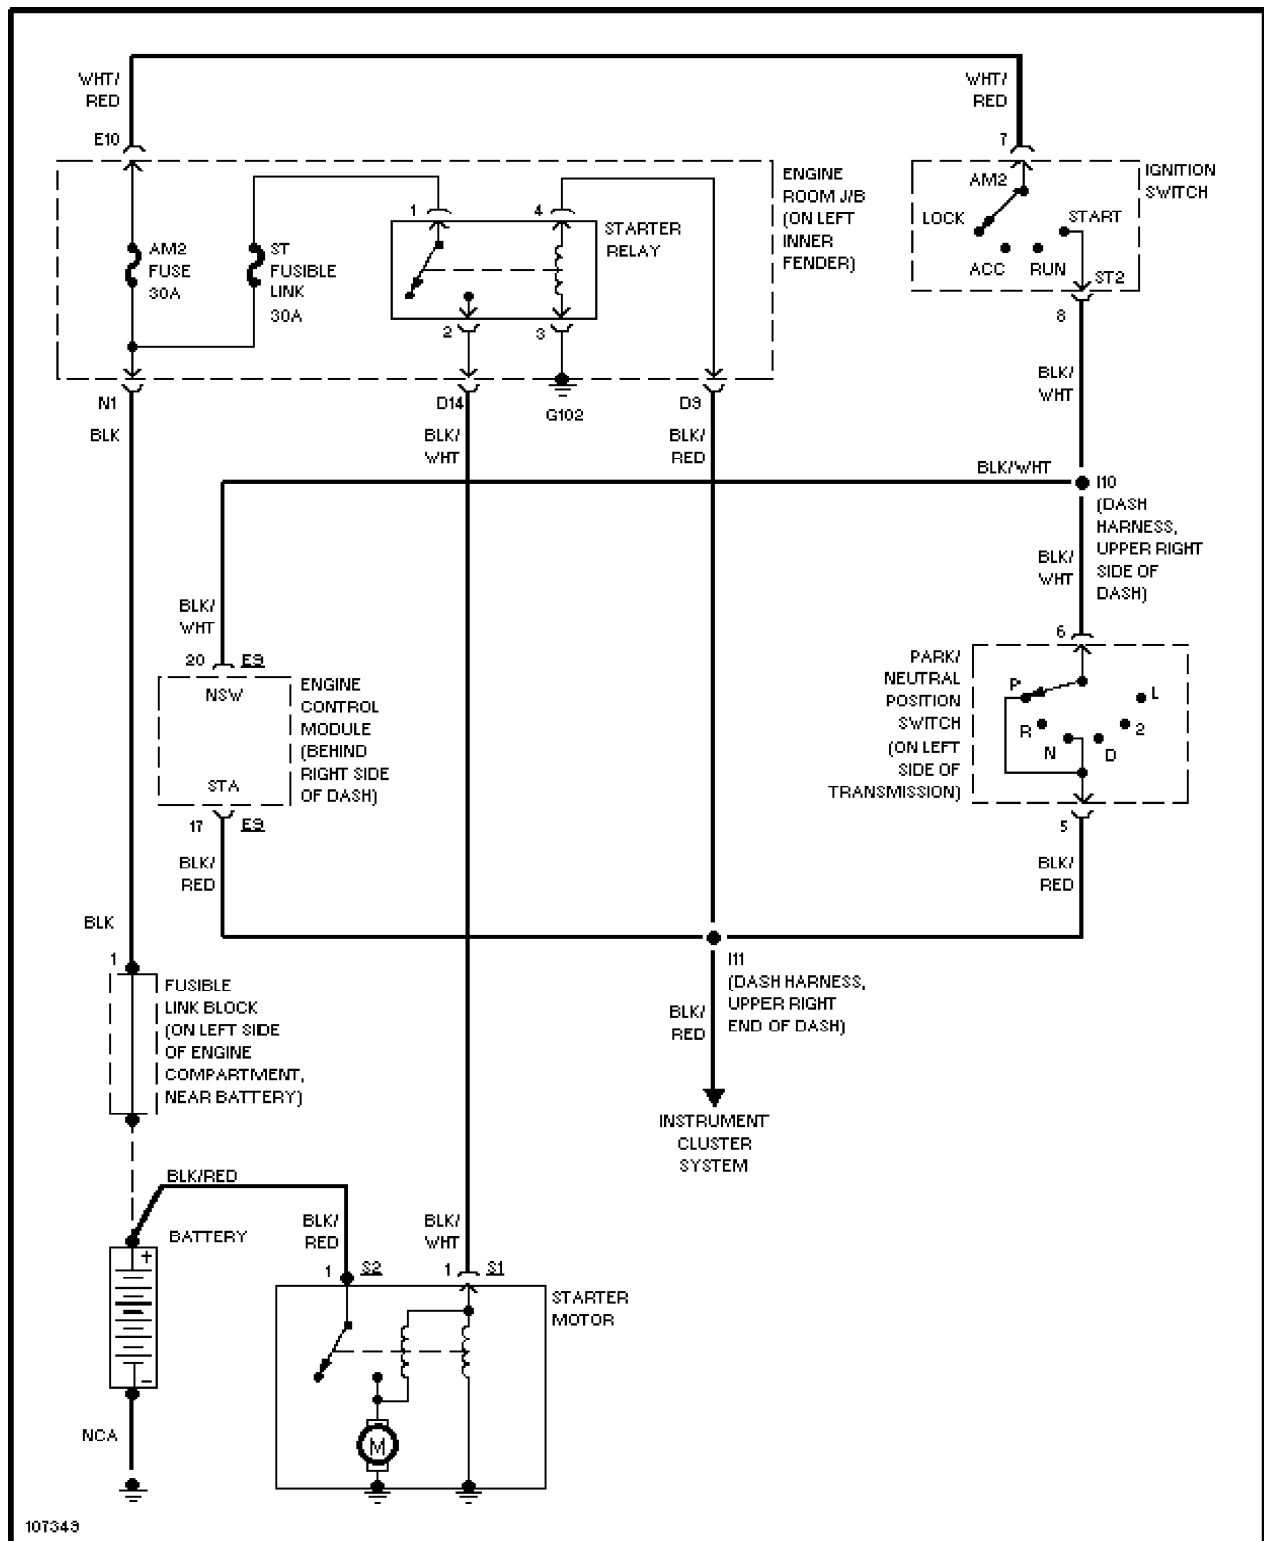 WHT/
RED
WHT/
RED
E10
7
AM2
IGNITION
SWITCH
LOCK
START
ACC
RUN
ST2
8
ENGINE
ROOM J/B
(ON LEFT
INNER
FENDER)
1
4
STARTER
RELAY
AM2
FUSE
30A
ST
FUSIBLE
LINK
30A
2
3
G102
N1
D14
D9
BLK
BLK/
WHT
BLK/
RED
BLK/
WHT
BLK/WHT
I10
(DASH
HARNESS,
UPPER RIGHT
SIDE OF
DASH)
BLK/
WHT
BLK/
WHT
20
E9
NSW
STA
ENGINE
CONTROL
MODULE
(BEHIND
RIGHT SIDE
OF DASH)
17
E9
BLK/
RED
6
PARK/
NEUTRAL
POSITION
SWITCH
(ON LEFT
SIDE OF
TRANSMISSION)
P
R
N
D
2
L
5
BLK/
RED
BLK
1
FUSIBLE
LINK BLOCK
(ON LEFT SIDE
OF ENGINE
COMPARTMENT,
NEAR BATTERY)
I11
(DASH HARNESS,
UPPER RIGHT
END OF DASH)
BLK/
RED
INSTRUMENT
CLUSTER
SYSTEM
BLK/RED
BATTERY
+
-
NCA
BLK/
RED
BLK/
WHT
1
S2
1
S1
STARTER
MOTOR
M
107349